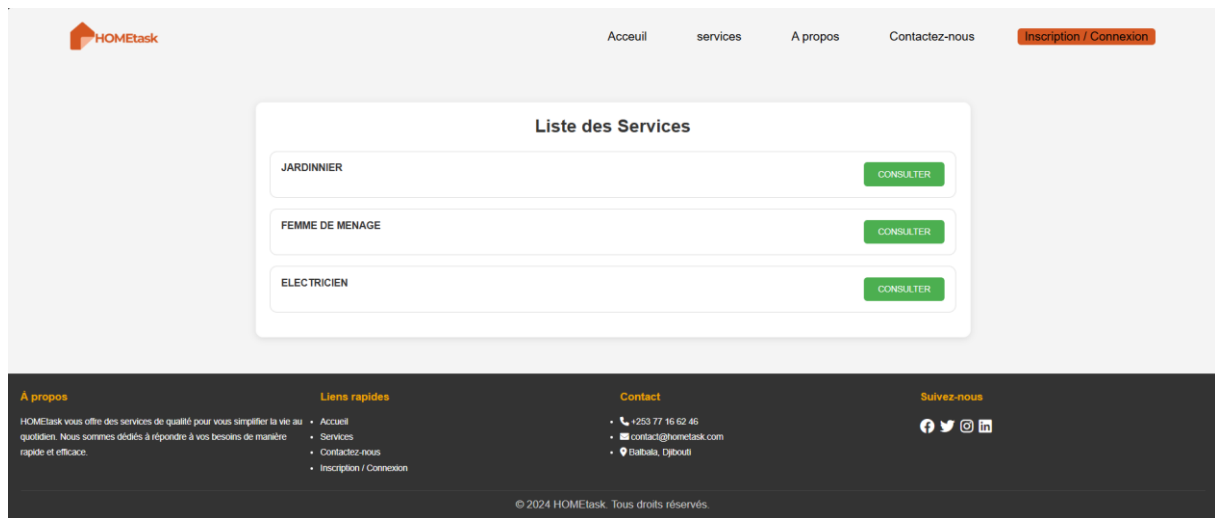 HOMEtask
Acceuil
services
A propos
Contactez-nous
Inscription / Connexion
Liste des Services
JARDINNIER
CONSULTER
FEMME DE MENAGE
CONSULTER
ELECTRICIEN
CONSULTER
À propos
HOMEtask vous offre des services de qualité pour vous simplifier la vie au
quotidien. Nous sommes dédiés à répondre à vos besoins de manière
rapide et efficace.
Liens rapides
Accueil
Services
Contactez-nous
Inscription / Connexion
Contact
+253 77 16 62 46
contact@hometask.com
Balbala, Djibouti
Suivez-nous
© 2024 HOMEtask. Tous droits réservés.